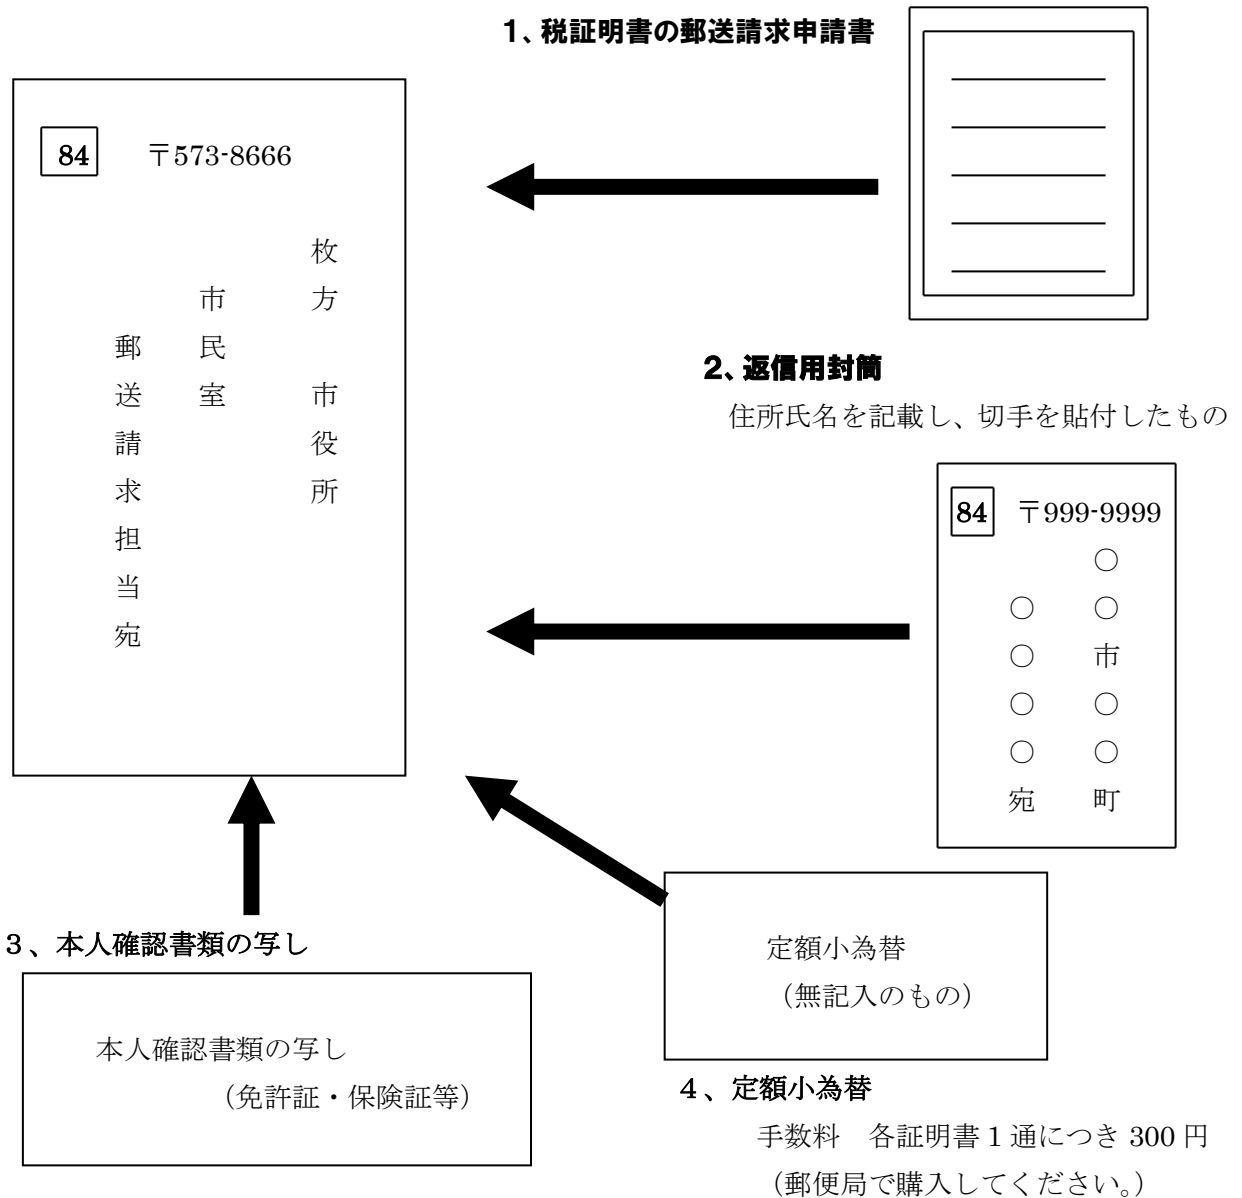 1、税証明書の郵送請求申請書
84
〒573-8666
枚方市役所
市民室
郵送請求担当宛
2、返信用封筒
住所氏名を記載し、切手を貼付したもの
84
〒999-9999
○○市○○町
○○○○宛
3、本人確認書類の写し
本人確認書類の写し
（免許証・保険証等）
定額小為替
（無記入のもの）
4、定額小為替
手数料　各証明書1通につき 300 円
（郵便局で購入してください。）